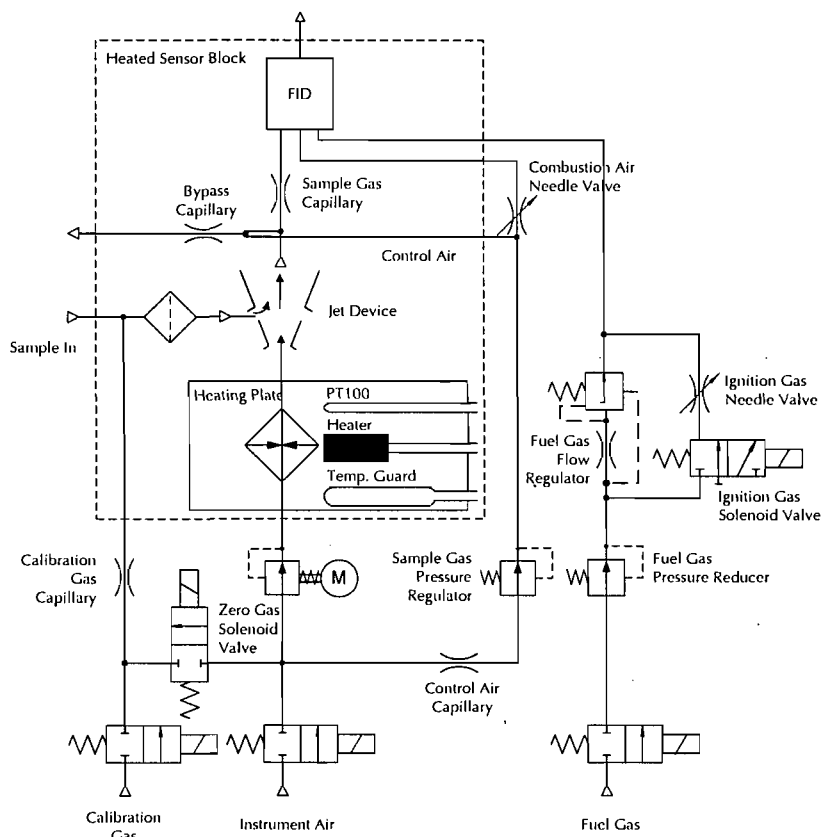 Heated Sensor Block
FID
Combustion Air
Needle Valve
Bypass
Capillary
Sample Gas
Capillary
Control Air
Sample In
Jet Device
Heating Plate
PT100
Heater
Temp. Guard
Ignition Gas
Needle Valve
Fuel Gas
Flow
Regulator
Ignition Gas
Solenoid Valve
Calibration
Gas
Capillary
M
Sample Gas
Pressure
Regulator
Fuel Gas
Pressure Reducer
Zero Gas
Solenoid
Valve
Control Air
Capillary
Calibration
Gas
Instrument Air
Fuel Gas